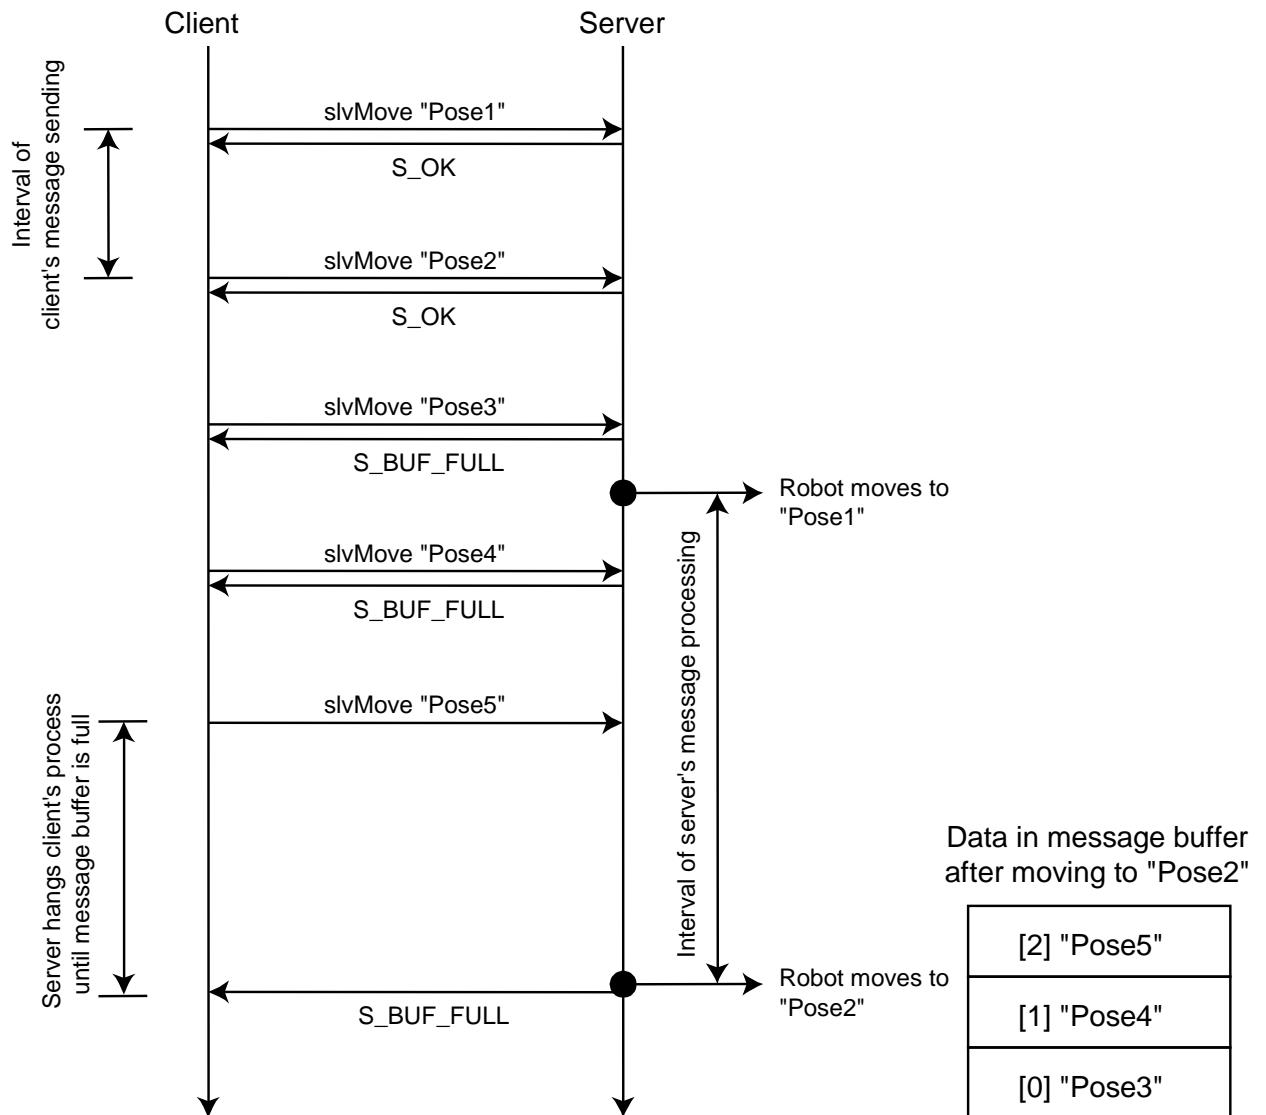 Client
Server
Interval of
client's message sending
slvMove "Pose1"
S_OK
slvMove "Pose2"
S_OK
slvMove "Pose3"
S_BUF_FULL
Robot moves to
"Pose1"
slvMove "Pose4"
S_BUF_FULL
Interval of server's message processing
slvMove "Pose5"
Server hangs client's process
until message buffer is full
Robot moves to
"Pose2"
S_BUF_FULL
Data in message buffer
after moving to "Pose2"
[2] "Pose5"
[1] "Pose4"
[0] "Pose3"